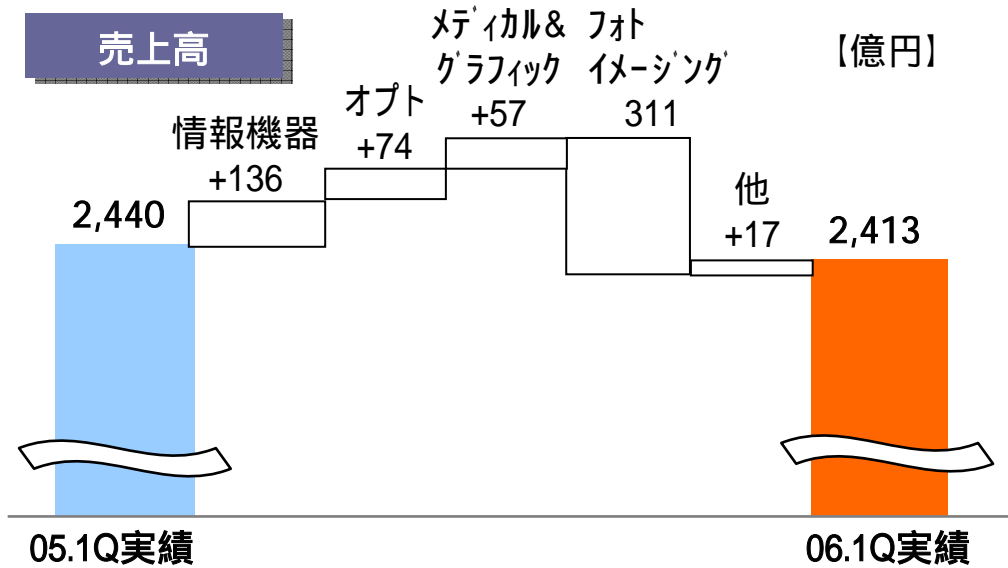 売上高
【億円】
メディカル&
グラフィック
+57
フォト
イメージング
311
オプト
+74
情報機器
+136
他
+17
2,440
2,413
05.1Q実績
06.1Q実績